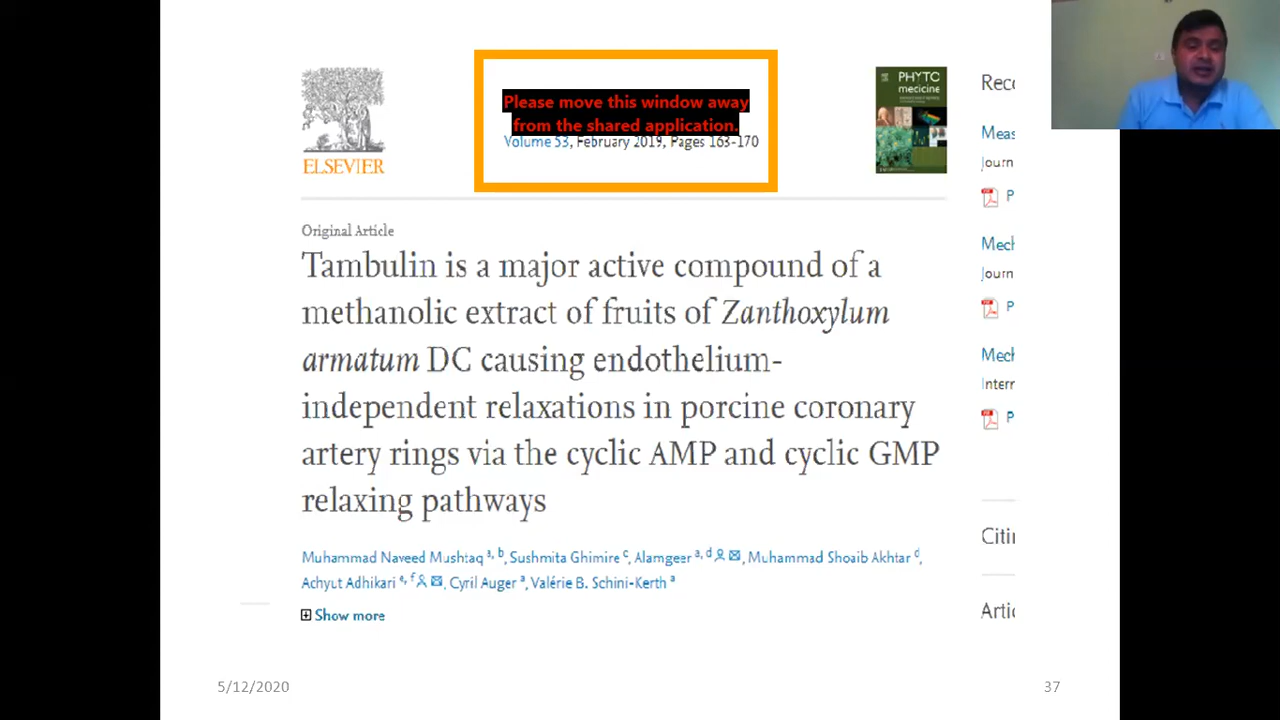 Please move this window away
from the shared application.
Volume 53, February 2019, Pages 163-170
ELSEVIER
PHYTO
medicine
Original Article
Tambulin is a major active compound of a
methanolic extract of fruits of Zanthoxylum
armatum DC causing endothelium-
independent relaxations in porcine coronary
artery rings via the cyclic AMP and cyclic GMP
relaxing pathways
Muhammad Naveed Mushtaq a, b, Sushmita Ghimire c, Alamgeer a, d, Muhammad Shoaib Akhtar d,
Achyut Adhikari e, f, Cyril Auger a, Valérie B. Schini-Kerth a
Show more
Rec
Meas
Journ
P
Mech
Journ
P
Mech
Intern
P
Citi
Artic
5/12/2020
37